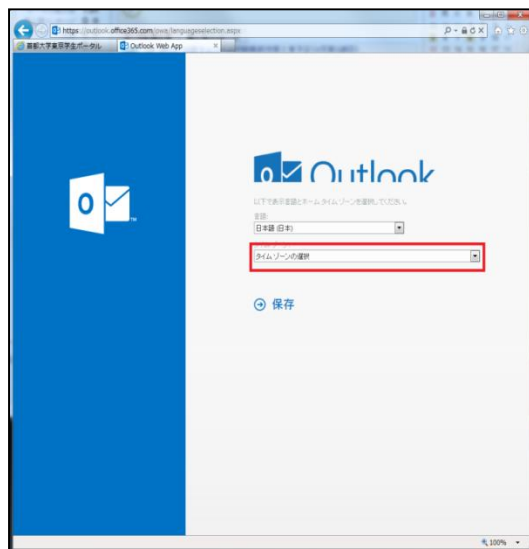 https://outlook.office365.com/owa/languageselection.aspx
首都大学東京学生ポータル
Outlook Web App
Outlook
以下で表示言語とホーム タイム ゾーンを選択してください。
言語:
日本語 (日本)
タイム ゾーンの選択
保存
100%